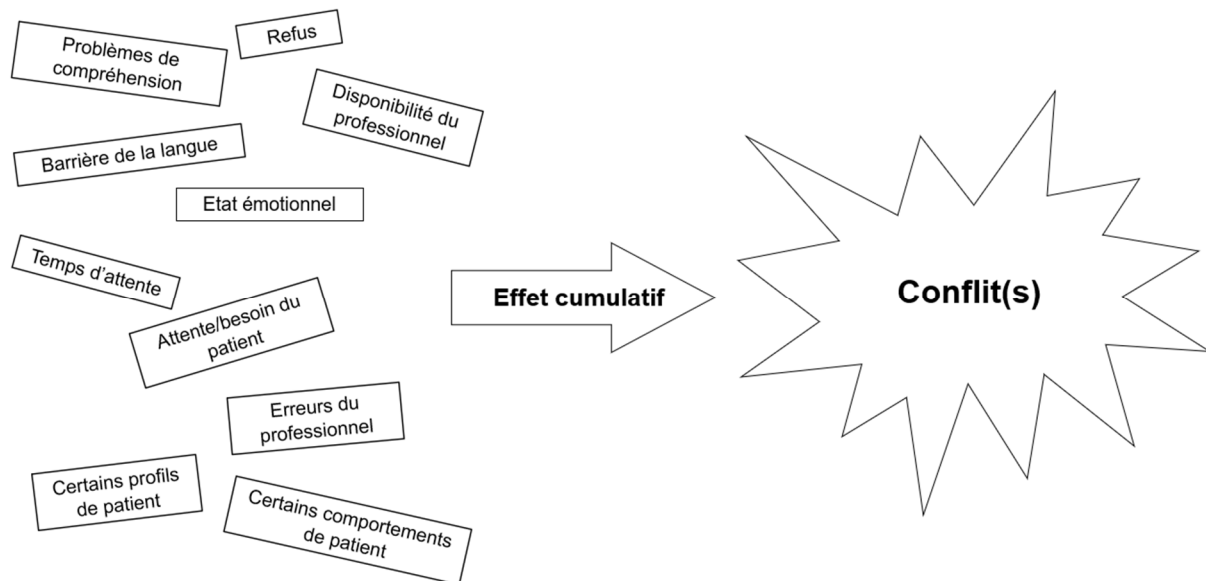 Problèmes de
compréhension
Refus
Disponibilité du
professionnel
Barrière de la langue
Etat émotionnel
Temps d'attente
Attente/besoin du
patient
Erreurs du
professionnel
Certains profils
de patient
Certains comportements
de patient
Effet cumulatif
Conflit(s)